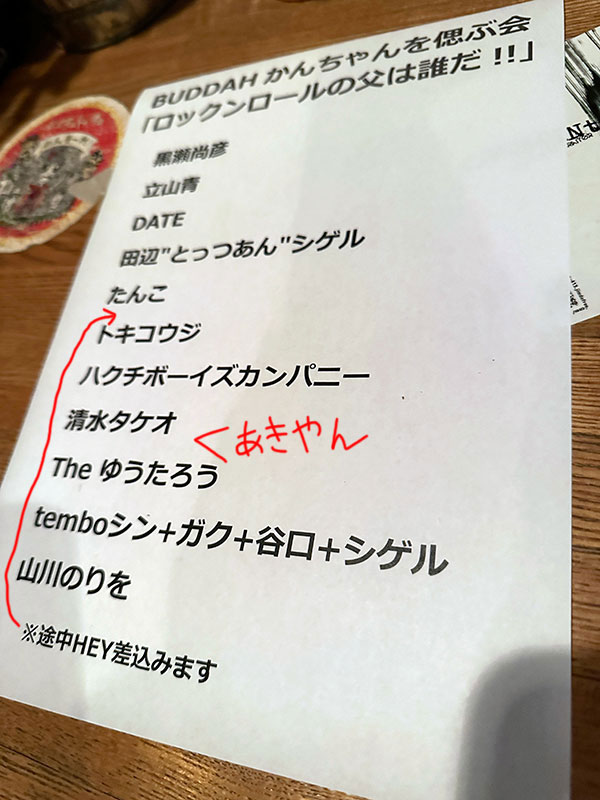 BUDDAH かんちゃんを偲ぶ会
「ロックンロールの父は誰だ!!」
黒瀬尚彦
立山青
DATE
田辺"とっつあん"シゲル
たんこ
トキコウジ
ハクチボーイズカンパニー
清水タケオ
<あきやん
The ゆうたろう
temboシン+ガク+谷口+シゲル
山川のりを
※途中HEY差込みます